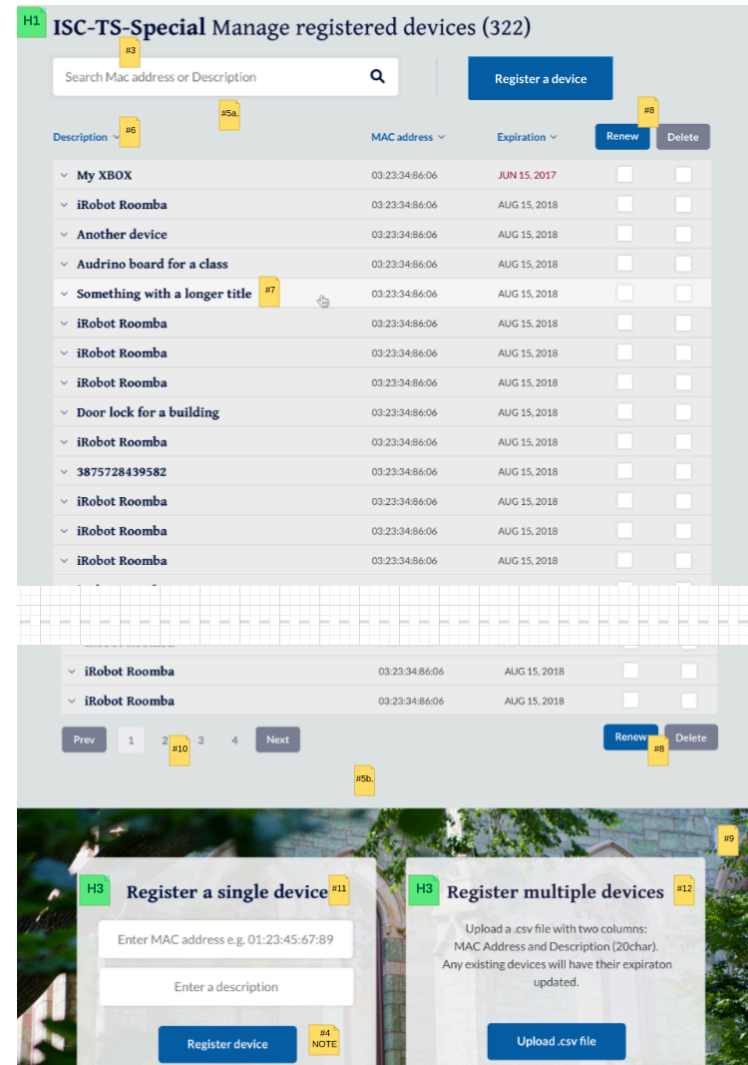 H1
ISC-TS-Special Manage registered devices (322)
#3
Search Mac address or Description
Register a device
#5a.
#8
Description
#6
MAC address
Expiration
Renew
Delete
My XBOX 03:23:34:86:06 JUN 15, 2017
iRobot Roomba 03:23:34:86:06 AUG 15, 2018
Another device 03:23:34:86:06 AUG 15, 2018
Audrino board for a class 03:23:34:86:06 AUG 15, 2018
Something with a longer title #7 03:23:34:86:06 AUG 15, 2018
iRobot Roomba 03:23:34:86:06 AUG 15, 2018
iRobot Roomba 03:23:34:86:06 AUG 15, 2018
iRobot Roomba 03:23:34:86:06 AUG 15, 2018
Door lock for a building 03:23:34:86:06 AUG 15, 2018
iRobot Roomba 03:23:34:86:06 AUG 15, 2018
3875728439582 03:23:34:86:06 AUG 15, 2018
iRobot Roomba 03:23:34:86:06 AUG 15, 2018
iRobot Roomba 03:23:34:86:06 AUG 15, 2018
iRobot Roomba 03:23:34:86:06 AUG 15, 2018
iRobot Roomba 03:23:34:86:06 AUG 15, 2018
iRobot Roomba 03:23:34:86:06 AUG 15, 2018
Prev 1 2 3 4 Next
#10
Renew
Delete
#8
#5b.
#9
H3
Register a single device
#11
Enter MAC address e.g. 01:23:45:67:89
Enter a description
Register device
#4
NOTE
H3
Register multiple devices
#12
Upload a .csv file with two columns:
MAC Address and Description (20char).
Any existing devices will have their expiraton
updated.
Upload .csv file